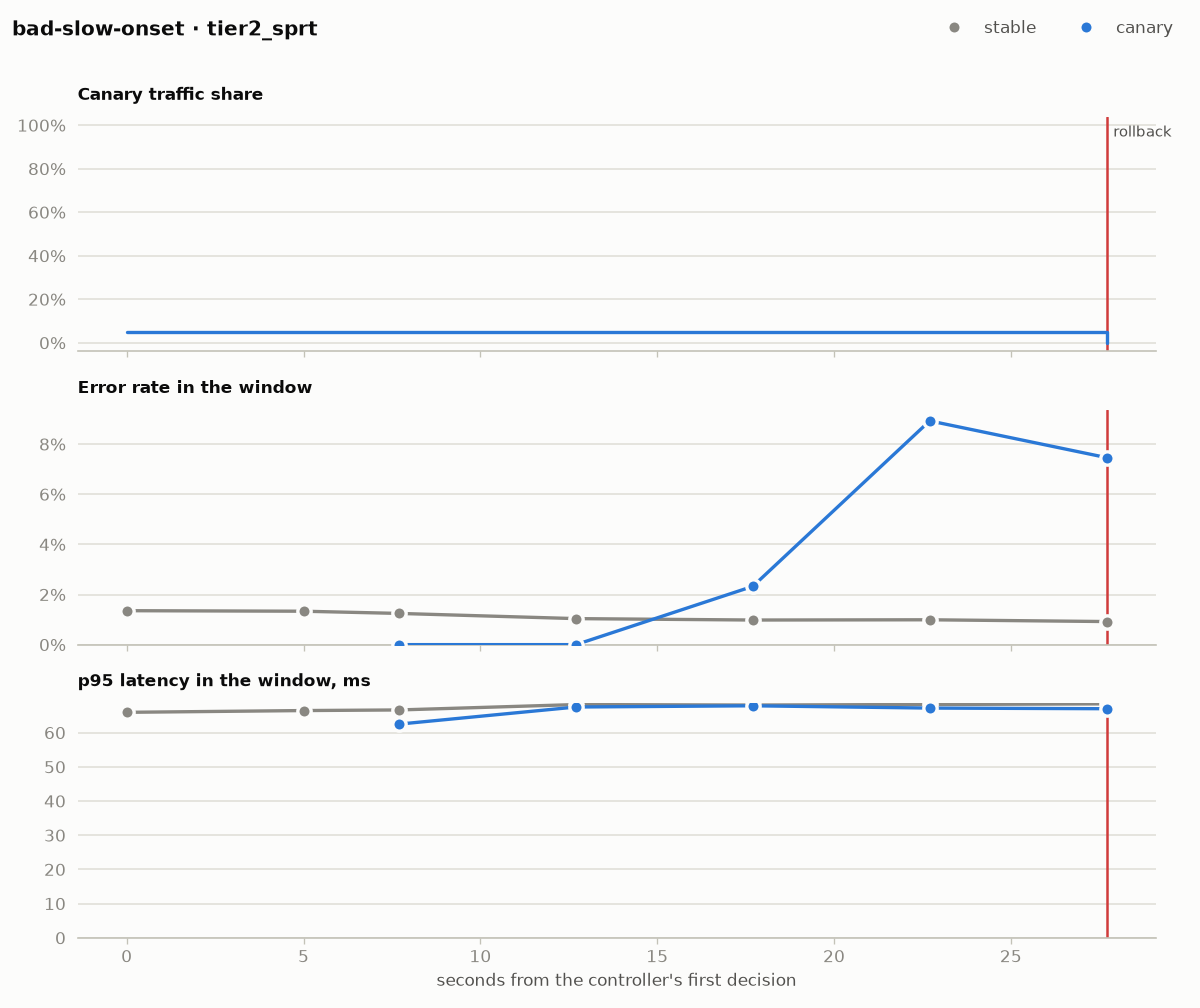 bad-slow-onset · tier2_sprt
stable
canary
Canary traffic share
100%
rollback
80%
60%
40%
20%
0%
Error rate in the window
8%
6%
4%
2%
0%
p95 latency in the window, ms
60
50
40
30
20
10
0
0 5 10 15 20 25
seconds from the controller's first decision